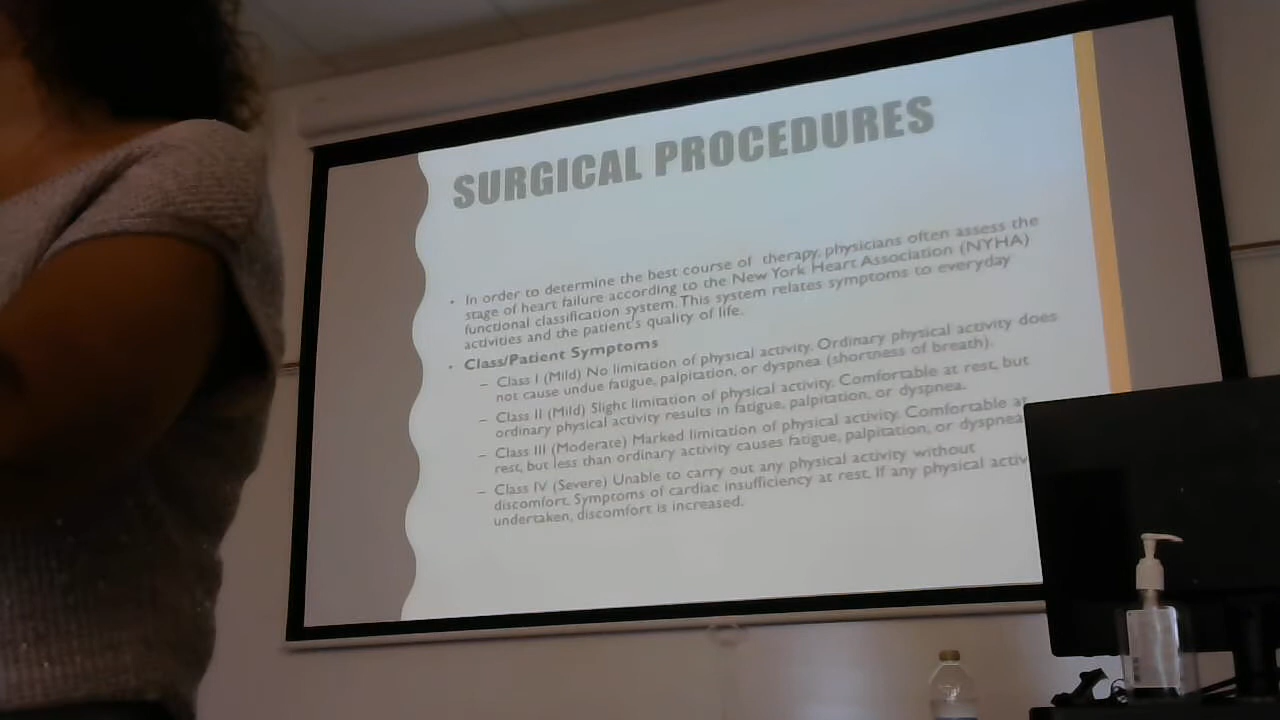 SURGICAL PROCEDURES
• In order to determine the best course of therapy, physicians often assess the
stage of heart failure according to the New York Heart Association (NYHA)
functional classification system. This system relates symptoms to everyday
activities and the patient's quality of life.
• Class/Patient Symptoms
– Class I (Mild) No limitation of physical activity. Ordinary physical activity does
not cause undue fatigue, palpitation, or dyspnea (shortness of breath).
– Class II (Mild) Slight limitation of physical activity. Comfortable at rest, but
ordinary physical activity results in fatigue, palpitation, or dyspnea.
– Class III (Moderate) Marked limitation of physical activity. Comfortable at
rest, but less than ordinary activity causes fatigue, palpitation, or dyspnea
– Class IV (Severe) Unable to carry out any physical activity without
discomfort. Symptoms of cardiac insufficiency at rest. If any physical activ
undertaken, discomfort is increased.